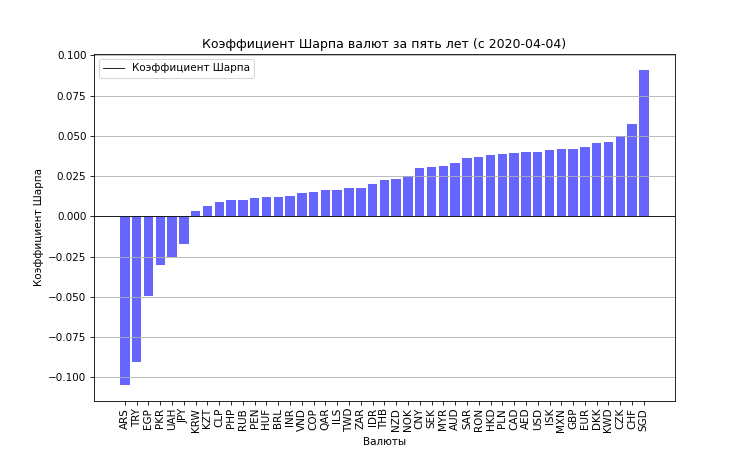 Коэффициент Шарпа валют за пять лет (с 2020-04-04)
Коэффициент Шарпа
0.100
0.075
0.050
0.025
0.000
−0.025
−0.050
−0.075
−0.100
Коэффициент Шарпа
ARS TRY EGP PKR UAH JPY KRW KZT CLP PHP RUB PEN HUF BRL INR VND COP QAR ILS TWD ZAR IDR THB NZD NOK CNY SEK MYR AUD SAR RON HKD PLN CAD AED USD ISK MXN GBP EUR DKK KWD CZK CHF SGD
Валюты